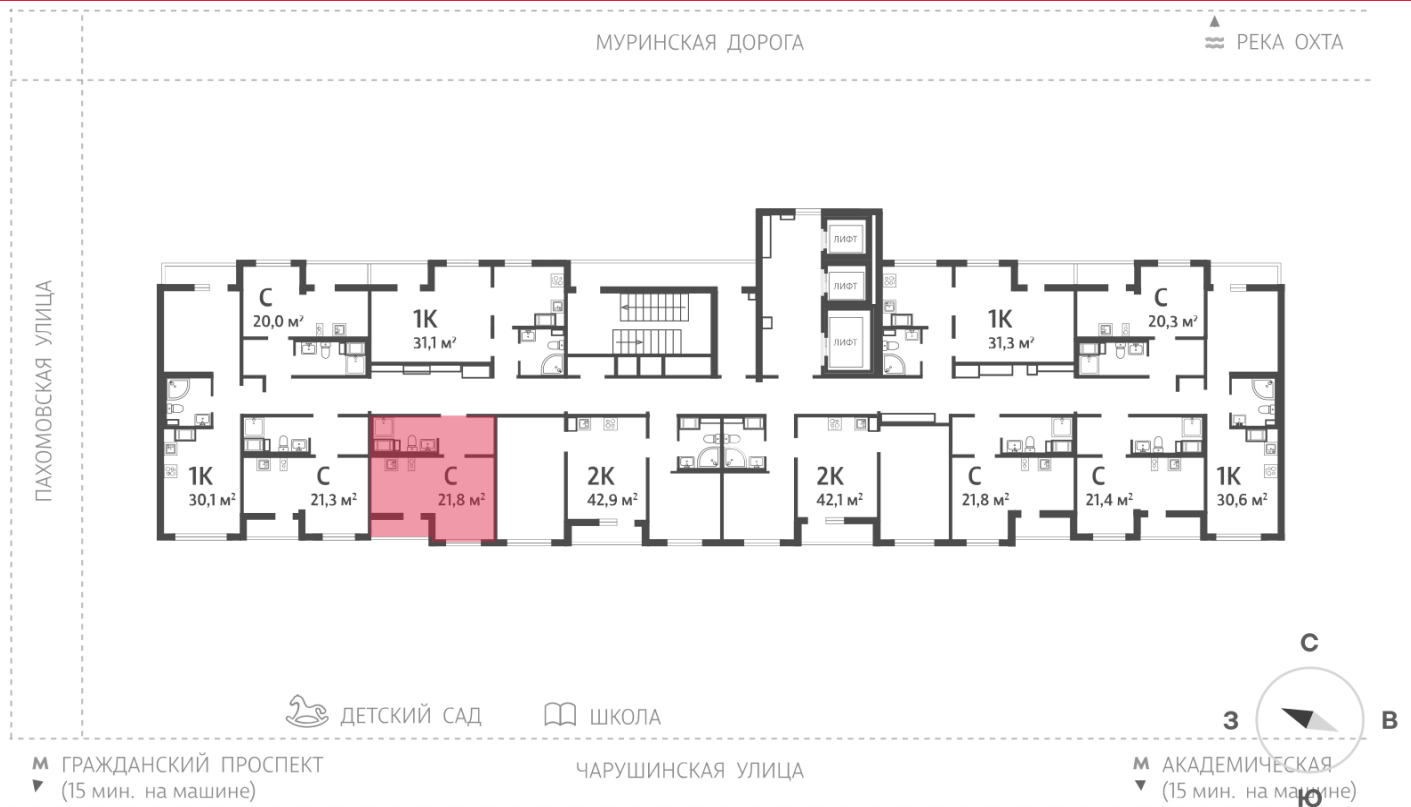 МУРИНСКАЯ ДОРОГА
РЕКА ОХТА
ПАХОМОВСКАЯ УЛИЦА
ЛИФТ
ЛИФТ
ЛИФТ
С
20,0 м²
1К
31,1 м²
1К
31,3 м²
С
20,3 м²
1К
30,1 м²
С
21,3 м²
С
21,8 м²
2К
42,9 м²
2К
42,1 м²
С
21,8 м²
С
21,4 м²
1К
30,6 м²
ДЕТСКИЙ САД
ШКОЛА
С
З
В
Ю
М ГРАЖДАНСКИЙ ПРОСПЕКТ
(15 мин. на машине)
ЧАРУШИНСКАЯ УЛИЦА
М АКАДЕМИЧЕСКАЯ
(15 мин. на машине)